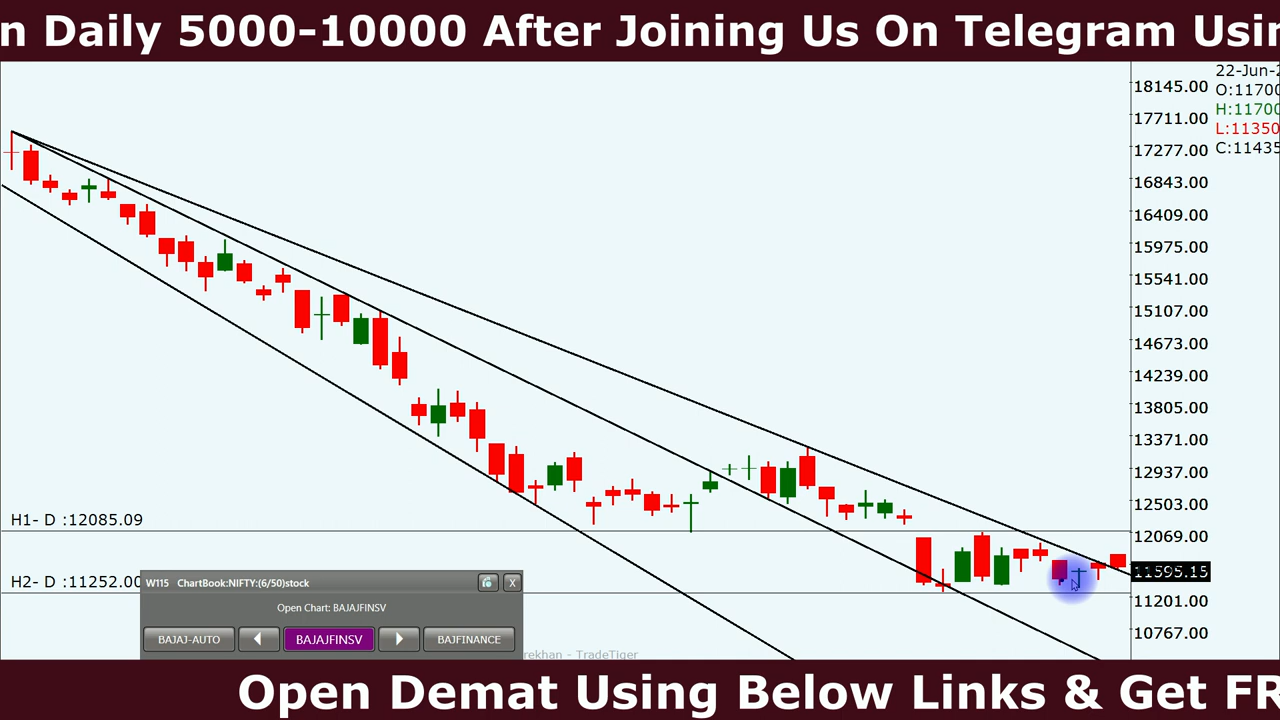 n Daily 5000-10000 After Joining Us On Telegram Usin
22-Jun-2
O:11700
H:11700
L:11350
C:11435
18145.00
17711.00
17277.00
16843.00
16409.00
15975.00
15541.00
15107.00
14673.00
14239.00
13805.00
13371.00
12937.00
12503.00
12069.00
11595.15
11201.00
10767.00
H1- D :12085.09
H2- D :11252.00
W115 ChartBook:NIFTY:(6/50)stock X
Open Chart: BAJAJFINSV
BAJAJ-AUTO BAJAJFINSV BAJFINANCE
rekhan - TradeTiger
Open Demat Using Below Links & Get FR